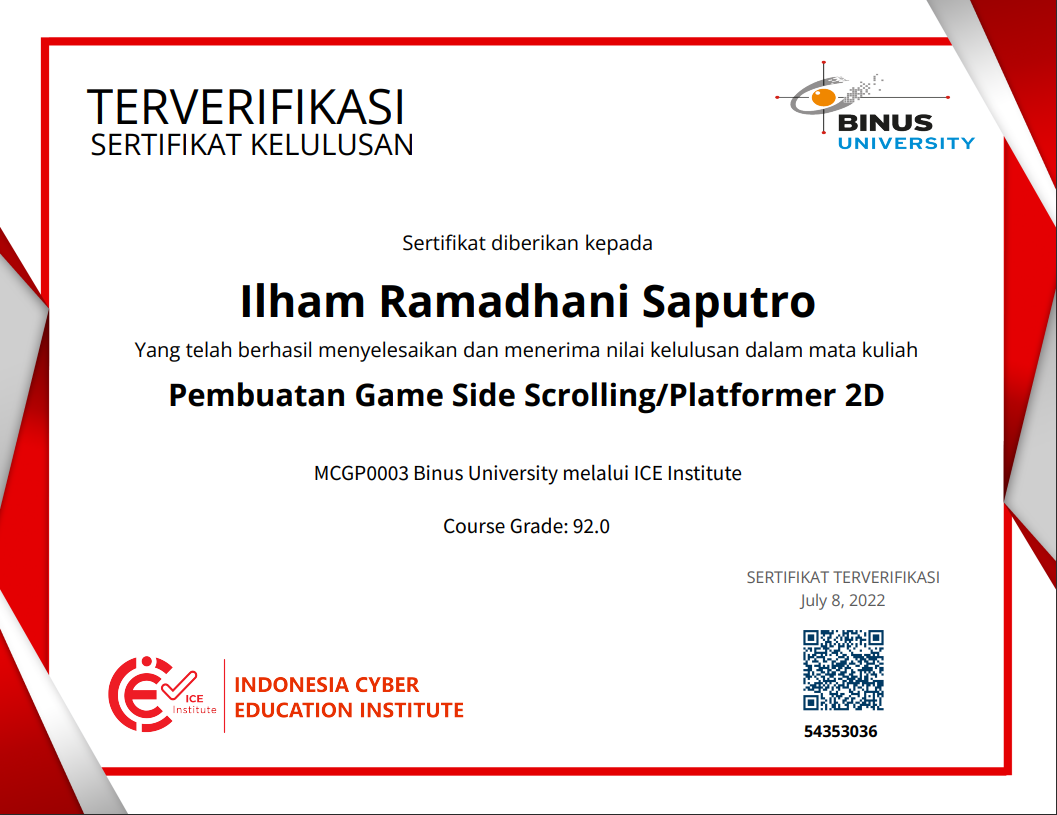 TERVERIFIKASI
SERTIFIKAT KELULUSAN
BINUS
UNIVERSITY
Sertifikat diberikan kepada
Ilham Ramadhani Saputro
Yang telah berhasil menyelesaikan dan menerima nilai kelulusan dalam mata kuliah
Pembuatan Game Side Scrolling/Platformer 2D
MCGP0003 Binus University melalui ICE Institute
Course Grade: 92.0
SERTIFIKAT TERVERIFIKASI
July 8, 2022
ICE
Institute
INDONESIA CYBER
EDUCATION INSTITUTE
54353036